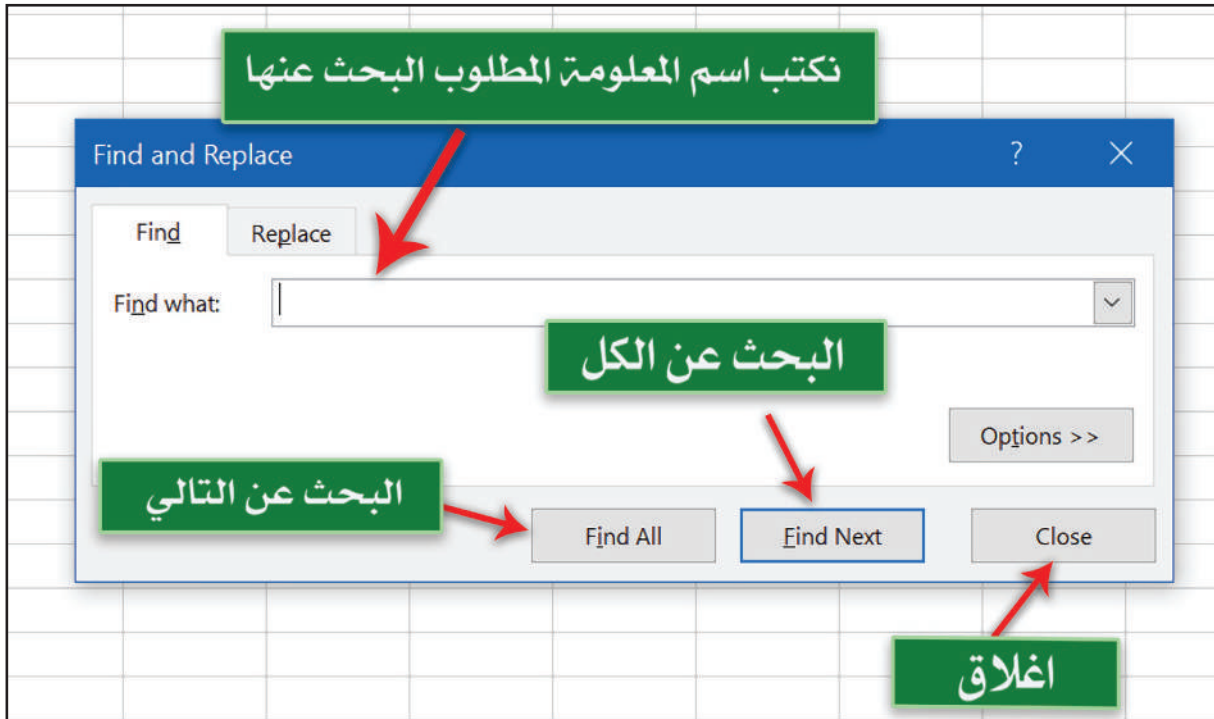 نكتب اسم المعلومة المطلوب البحث عنها
Find and Replace ? ×
Find Replace
Find what:
البحث عن الكل
Options >>
البحث عن التالي
Find All Find Next Close
اغلاق